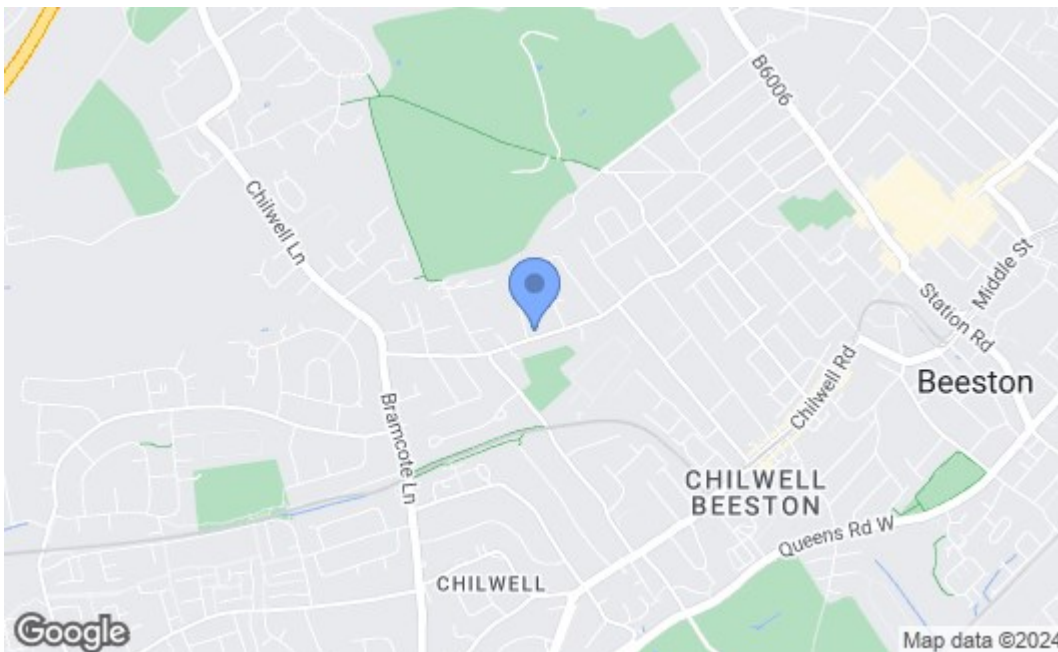 B6006
Chilwell Ln
Middle St
Station Rd
Chilwell Rd
Beeston
Bramcote Ln
CHILWELL
BEESTON
Queens Rd W
CHILWELL
Google
Map data ©2024